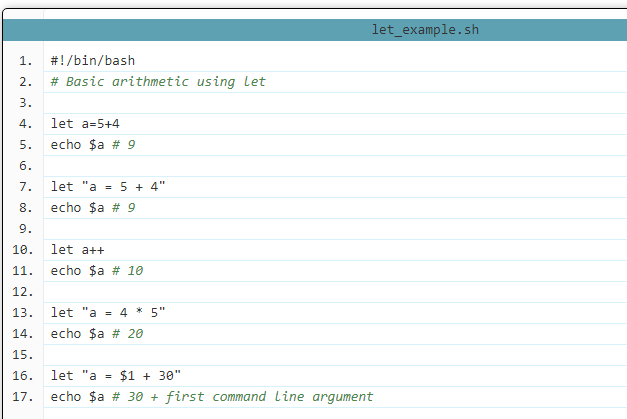 let_example.sh
1. #!/bin/bash
2. # Basic arithmetic using let
3.
4. let a=5+4
5. echo $a # 9
6.
7. let "a = 5 + 4"
8. echo $a # 9
9.
10. let a++
11. echo $a # 10
12.
13. let "a = 4 * 5"
14. echo $a # 20
15.
16. let "a = $1 + 30"
17. echo $a # 30 + first command line argument